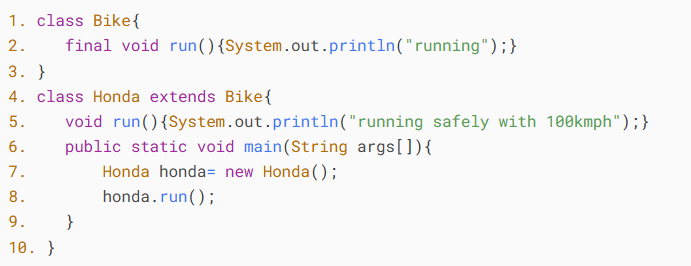 1. class Bike{
2.    final void run(){System.out.println("running");}
3. }
4. class Honda extends Bike{
5.    void run(){System.out.println("running safely with 100kmph");}
6.    public static void main(String args[]){
7.        Honda honda= new Honda();
8.        honda.run();
9.    }
10. }